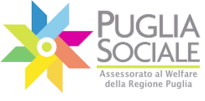 PUGLIA
SOCIALE
Assessorato al Welfare
della Regione Puglia